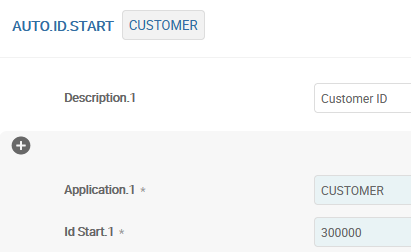 AUTO.ID.START CUSTOMER
Description.1 Customer ID
Application.1 * CUSTOMER
Id Start.1 * 300000